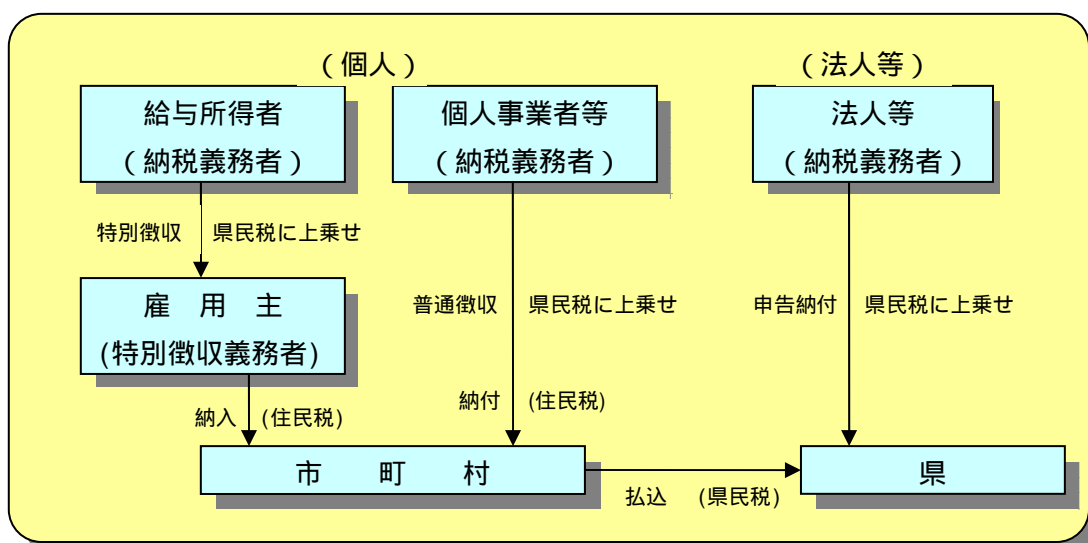 (個人)
(法人等)
給与所得者
(納税義務者)
個人事業者等
(納税義務者)
法人等
(納税義務者)
特別徴収 県民税に上乗せ
雇 用 主
(特別徴収義務者)
普通徴収 県民税に上乗せ
申告納付 県民税に上乗せ
納入 (住民税)
納付 (住民税)
市 町 村
払込 (県民税)
県